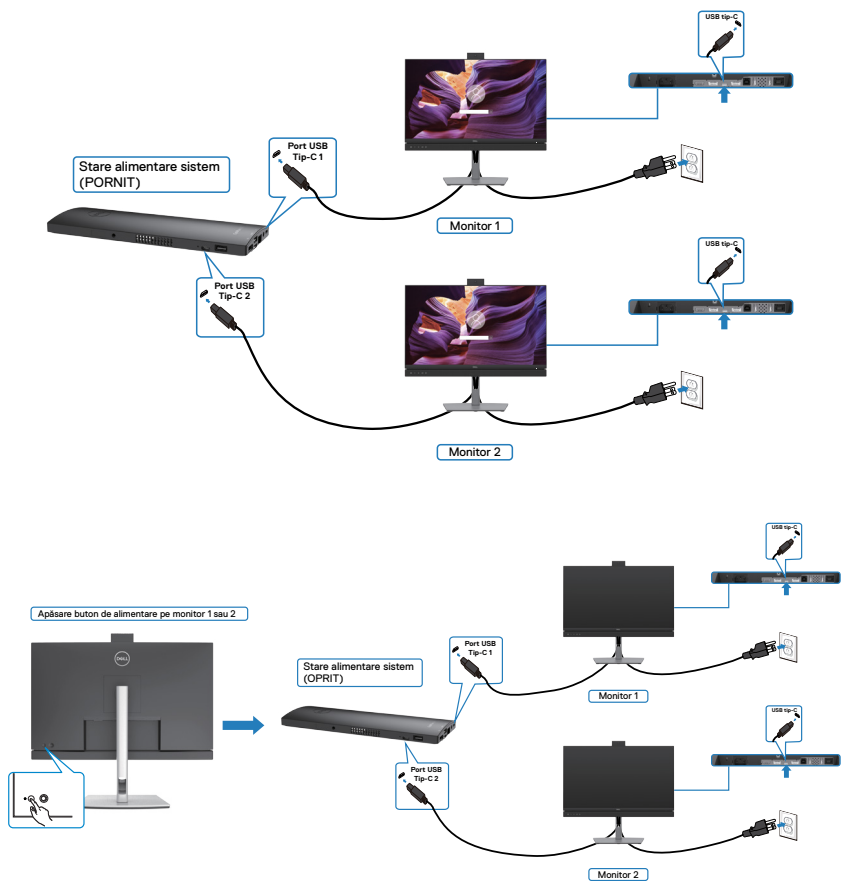 USB tip-C
Port USB
Tip-C 1
Stare alimentare sistem
(PORNIT)
Monitor 1
USB tip-C
Port USB
Tip-C 2
Monitor 2
USB tip-C
Apăsare buton de alimentare pe monitor 1 sau 2
DELL
Port USB
Tip-C 1
Stare alimentare sistem
(OPRIT)
Monitor 1
USB tip-C
Port USB
Tip-C 2
Monitor 2